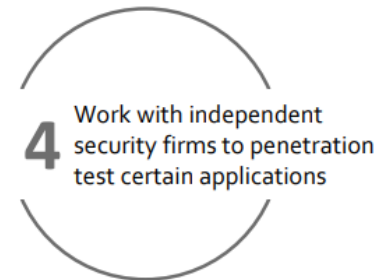 4
Work with independent
security firms to penetration
test certain applications